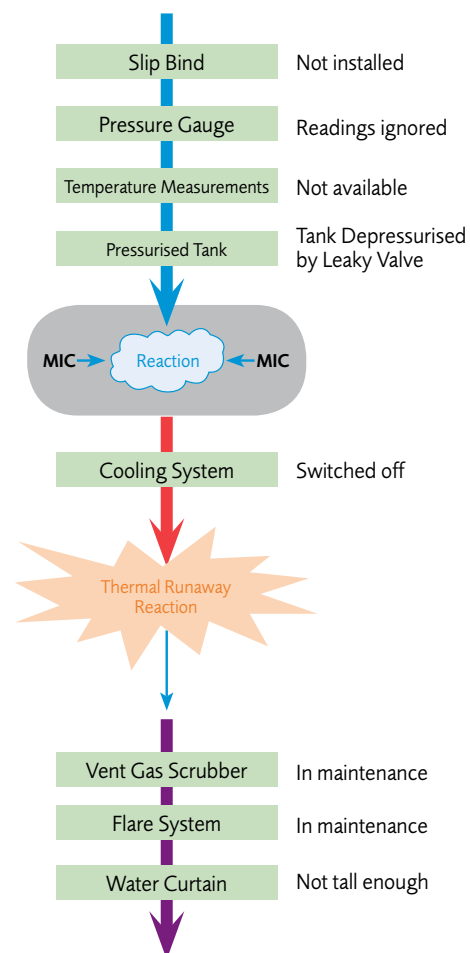 Slip Bind
Not installed
Pressure Gauge
Readings ignored
Temperature Measurements
Not available
Pressurised Tank
Tank Depressurised
by Leaky Valve
MIC
Reaction
MIC
Cooling System
Switched off
Thermal Runaway
Reaction
Vent Gas Scrubber
In maintenance
Flare System
In maintenance
Water Curtain
Not tall enough